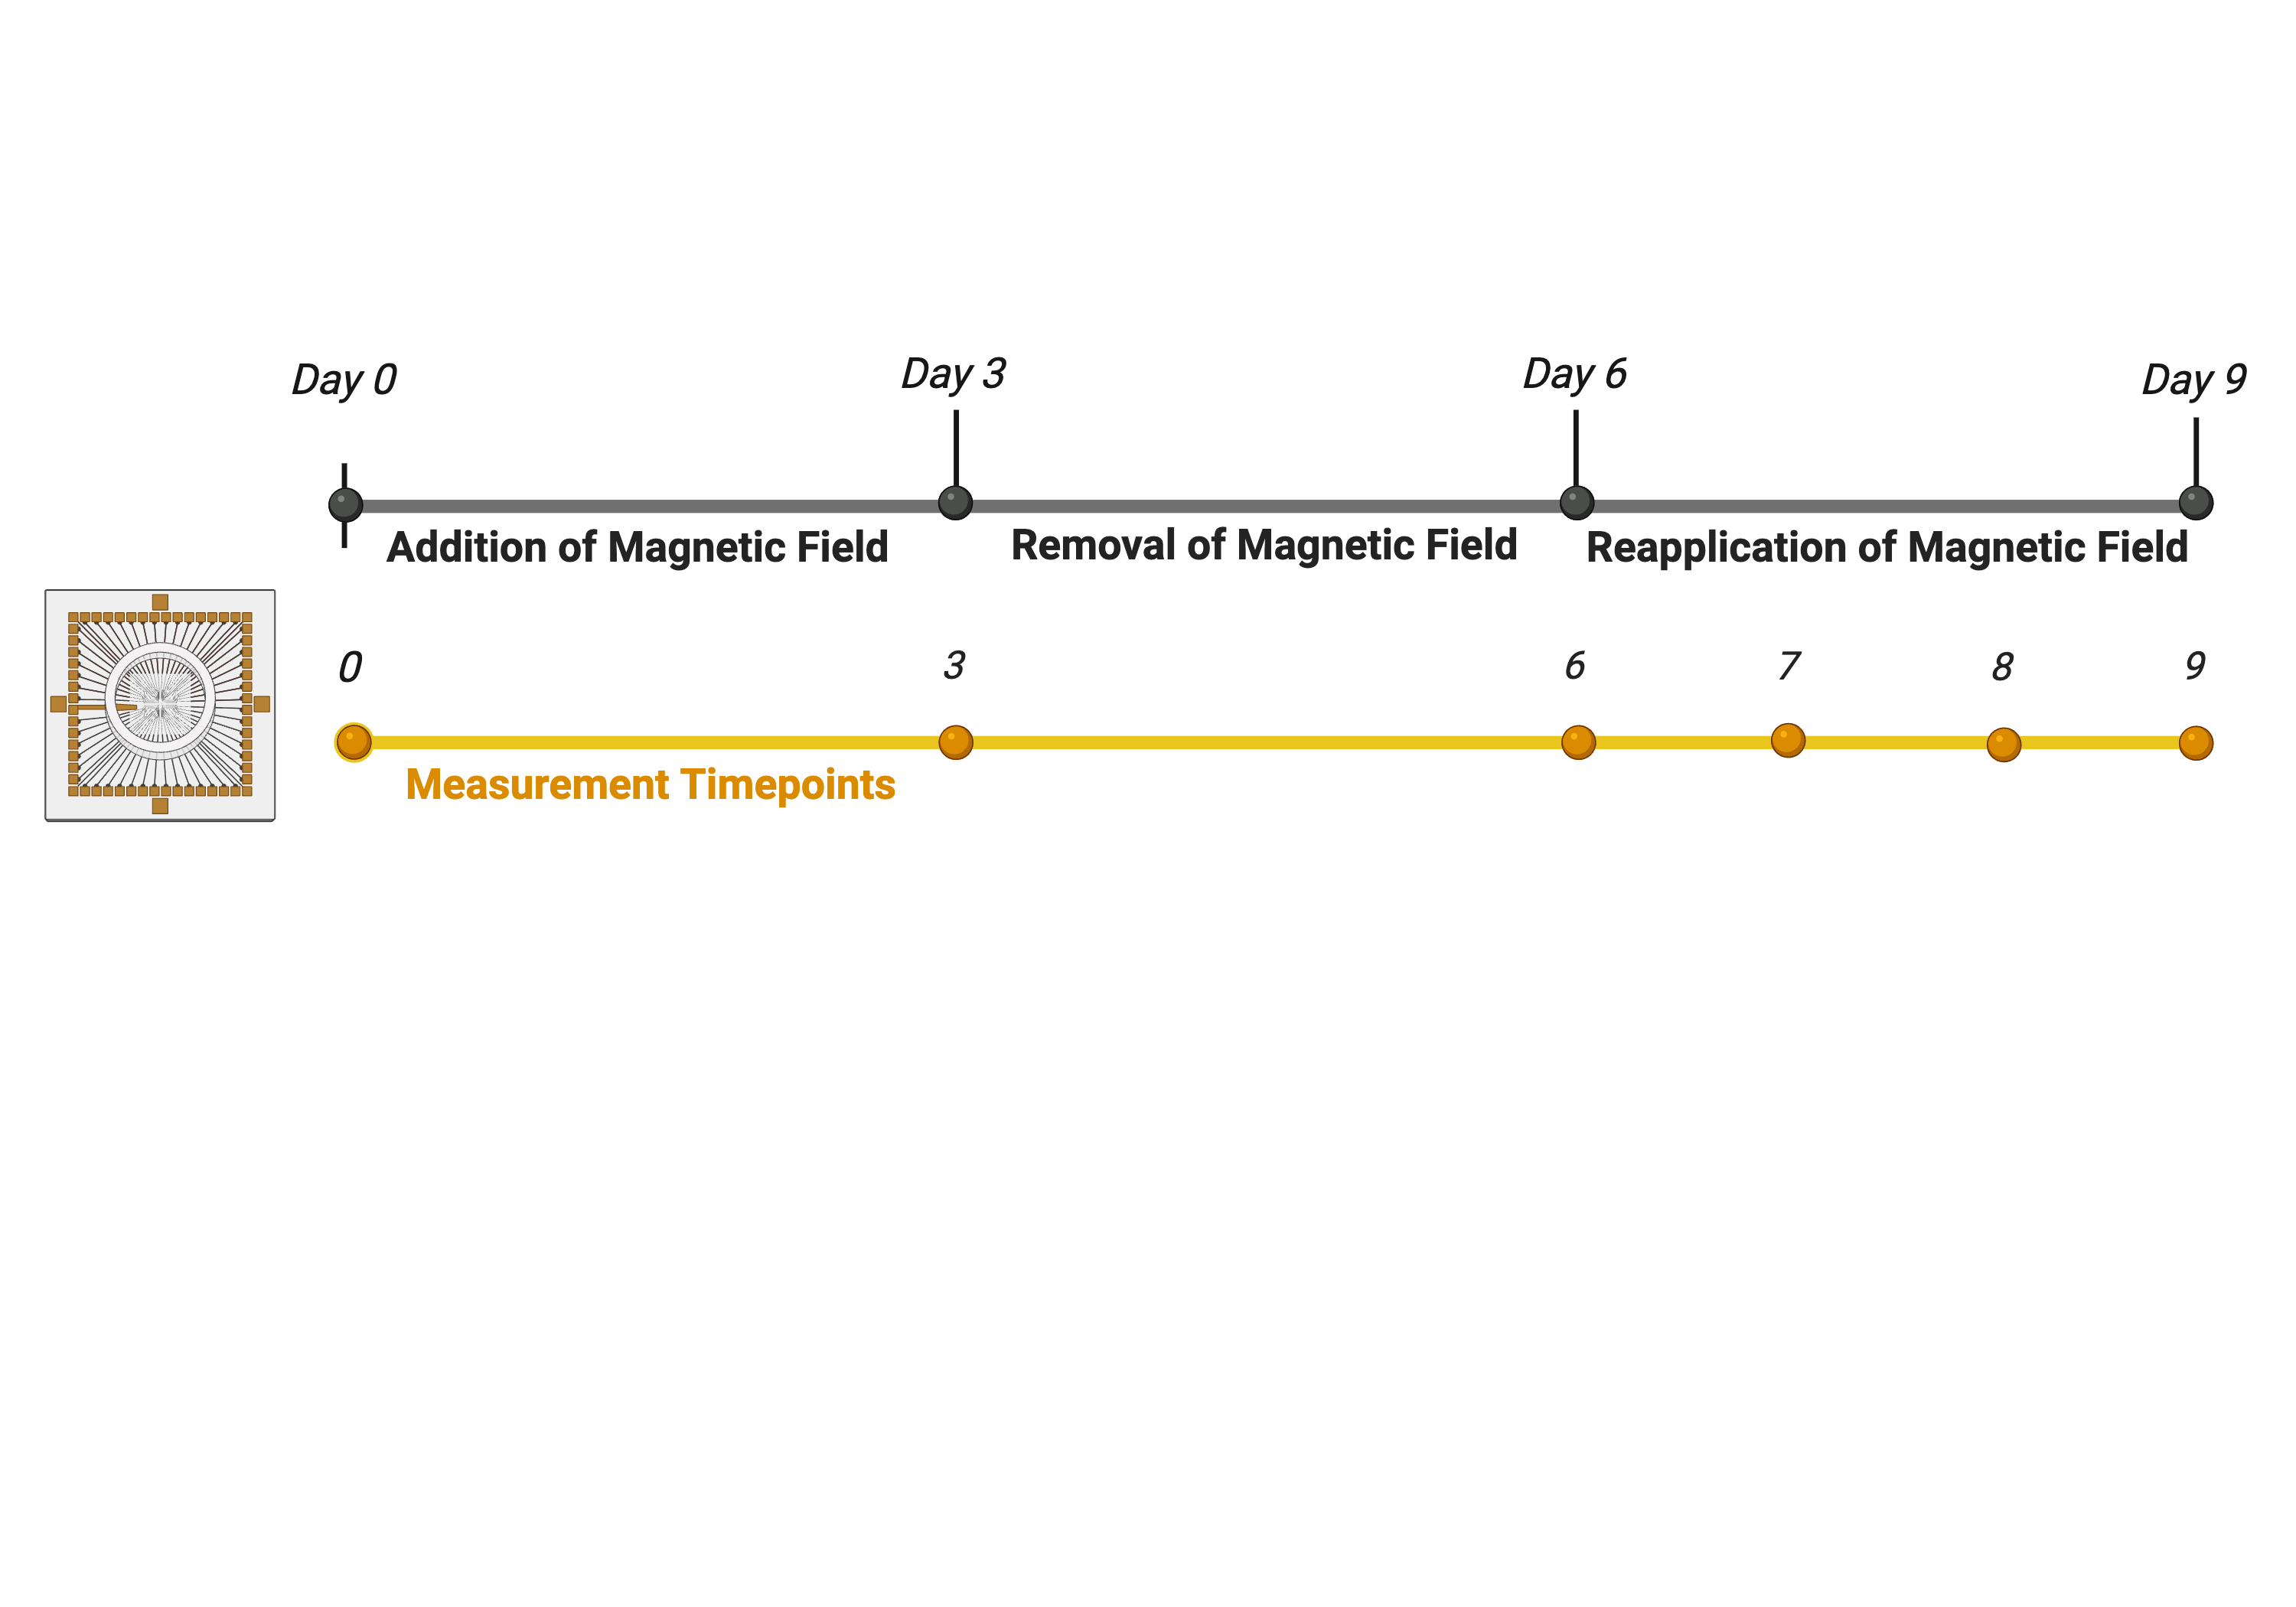 Day 0
Day 3
Day 6
Day 9
Addition of Magnetic Field
Removal of Magnetic Field
Reapplication of Magnetic Field
0
3
6
7
8
9
Measurement Timepoints